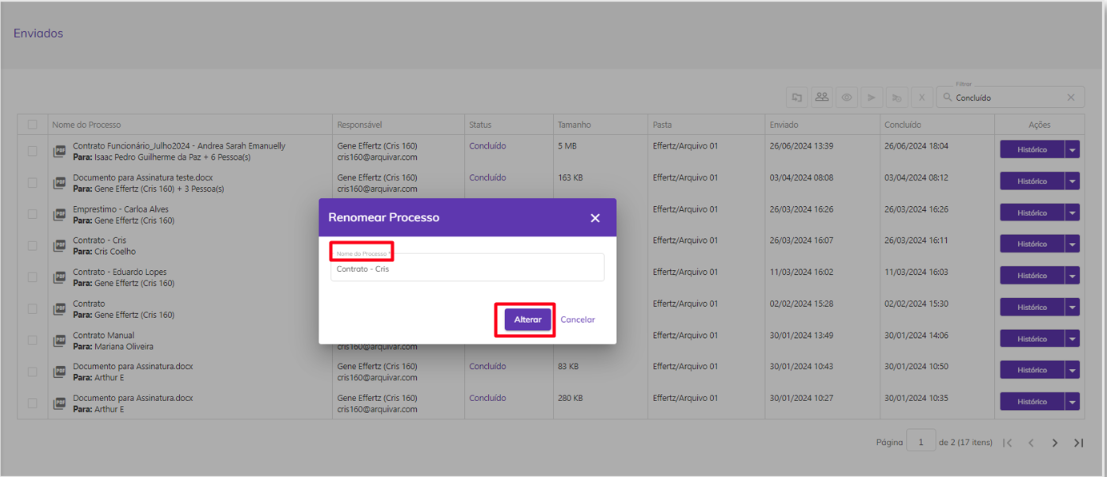 Enviados
Filtrar
Concluído
Nome do Processo Responsável Status Tamanho Pasta Enviado Concluído Ações
Contrato Funcionário_Julho2024 - Andrea Sarah Emanuelly Gene Effertz (Cris 160) Concluído 5 MB Effertz/Arquivo 01 26/06/2024 13:39 26/06/2024 18:04 Histórico
Para: Isaac Pedro Guilherme da Paz + 6 Pessoa(s) cris160@arquivar.com
Documento para Assinatura teste.docx Gene Effertz (Cris 160) Concluído 163 KB Effertz/Arquivo 01 03/04/2024 08:08 03/04/2024 08:12 Histórico
Para: Gene Effertz (Cris 160) + 3 Pessoa(s) cris160@arquivar.com
Emprestimo - Carloa Alves Effertz/Arquivo 01 26/03/2024 16:26 26/03/2024 16:26 Histórico
Para: Gene Effertz (Cris 160)
Contrato - Cris Effertz/Arquivo 01 26/03/2024 16:07 26/03/2024 16:11 Histórico
Para: Cris Coelho
Contrato - Eduardo Lopes Effertz/Arquivo 01 11/03/2024 16:02 11/03/2024 16:03 Histórico
Para: Gene Effertz (Cris 160)
Contrato Effertz/Arquivo 01 02/02/2024 15:28 02/02/2024 15:30 Histórico
Para: Gene Effertz (Cris 160)
Contrato Manual Effertz/Arquivo 01 30/01/2024 13:49 30/01/2024 14:06 Histórico
Para: Mariana Oliveira cris160@arquivar.com
Documento para Assinatura.docx Gene Effertz (Cris 160) Concluído 83 KB Effertz/Arquivo 01 30/01/2024 10:43 30/01/2024 10:50 Histórico
Para: Arthur E cris160@arquivar.com
Documento para Assinatura.docx Gene Effertz (Cris 160) Concluído 280 KB Effertz/Arquivo 01 30/01/2024 10:27 30/01/2024 10:35 Histórico
Para: Arthur E cris160@arquivar.com
Renomear Processo
Nome do Processo *
Contrato - Cris
Alterar Cancelar
Página 1 de 2 (17 itens)